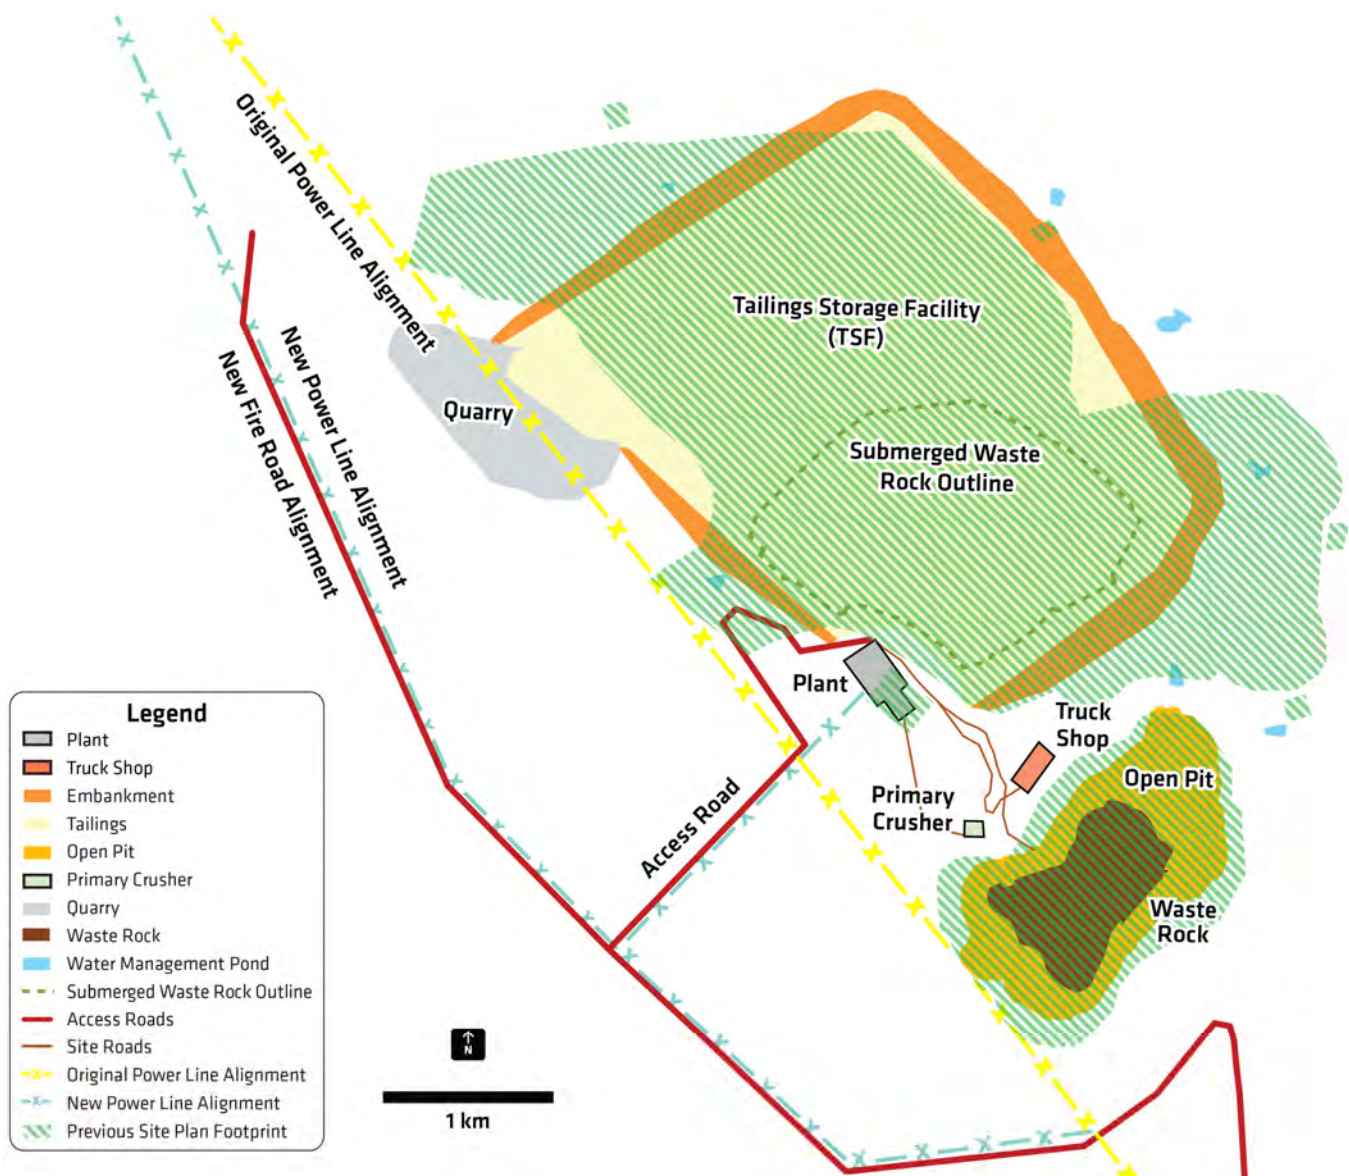 Original Power Line Alignment
New Power Line Alignment
New Fire Road Alignment
Quarry
Tailings Storage Facility
(TSF)
Submerged Waste
Rock Outline
Plant
Truck
Shop
Primary
Crusher
Open Pit
Waste
Rock
Access Road
N
1 km
Legend
Plant
Truck Shop
Embankment
Tailings
Open Pit
Primary Crusher
Quarry
Waste Rock
Water Management Pond
Submerged Waste Rock Outline
Access Roads
Site Roads
Original Power Line Alignment
New Power Line Alignment
Previous Site Plan Footprint